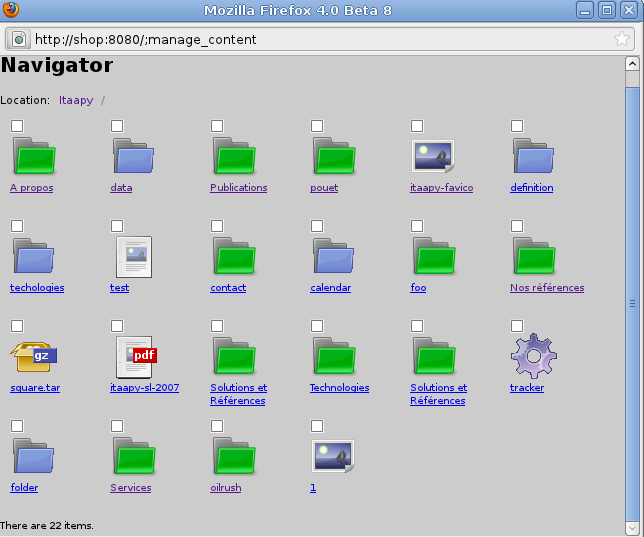 Mozilla Firefox 4.0 Beta 8
http://shop:8080/;manage_content
Navigator
Location: Itaapy /
A propos data Publications pouet itaapy-favico definition
techologies test contact calendar foo Nos références
gz pdf
square.tar itaapy-sl-2007 Solutions et Technologies Solutions et tracker
Références Références
folder Services oilrush 1
There are 22 items.